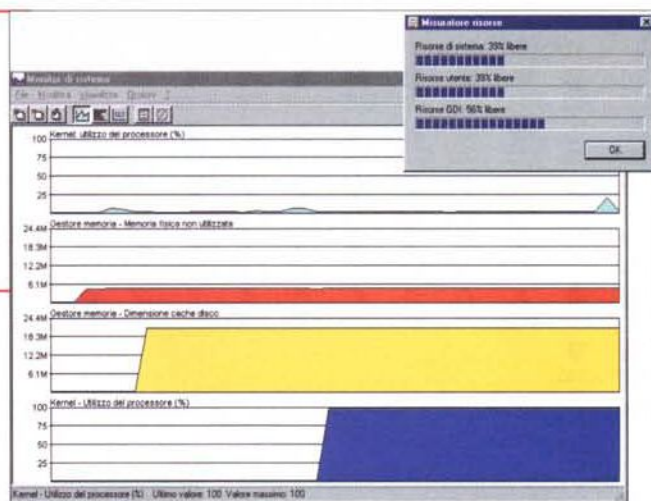 Misuratore risorse
Risorse di sistema: 39% libere
Risorse utente: 39% libere
Risorse GDI: 56% libere
OK
Monitor di sistema
File Modifica Visualizza Opzioni ?
Kernel: utilizzo del processore (%)
100
75
50
25
Gestore memoria - Memoria fisica non utilizzata
24.4M
18.3M
12.2M
6.1M
Gestore memoria - Dimensione cache disco
24.4M
18.3M
12.2M
6.1M
Kernel - Utilizzo del processore (%)
100
75
50
25
Kernel - Utilizzo del processore (%) Ultimo valore: 100 Valore massimo: 100